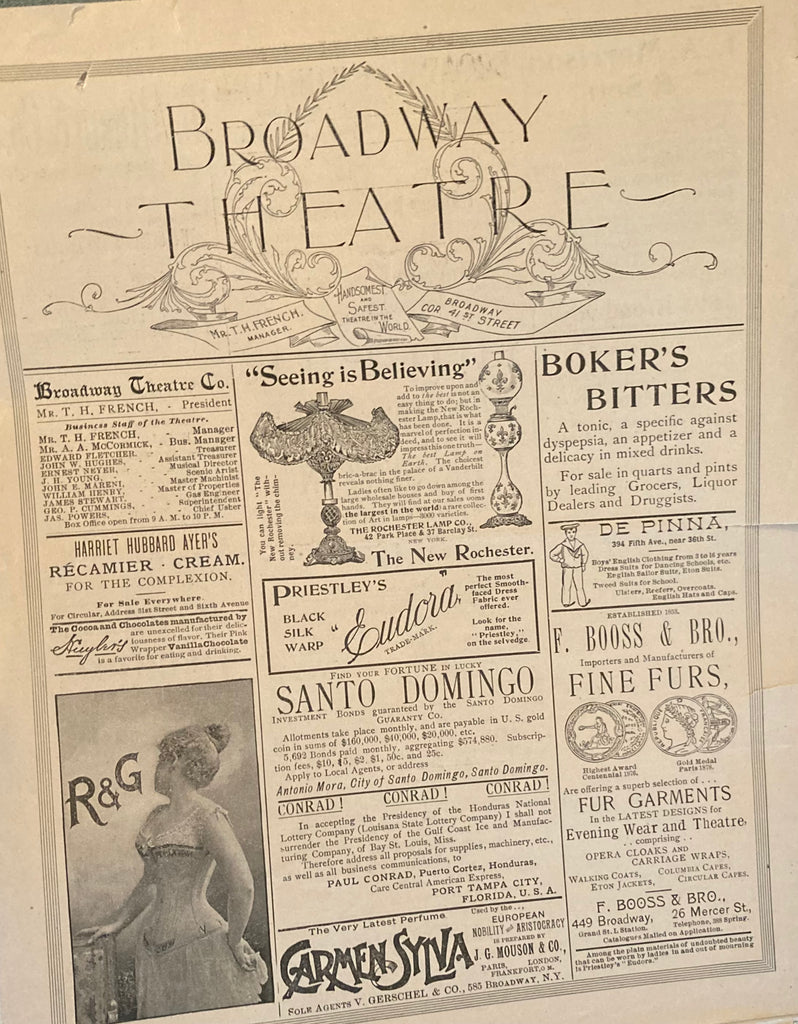 BROADWAY
THEATRE
HANDSOMEST
AND
SAFEST
THEATRE IN THE
WORLD.
MR. T.H. FRENCH.
MANAGER.
BROADWAY
COR 41ST STREET
Broadway Theatre Co.
MR. T. H. FRENCH, - President
Business Staff of the Theatre.
MR. T. H. FRENCH, Manager
MR. A. A. McCORMICK, - Bus. Manager
EDWARD FLETCHER, Treasurer
JOHN W. HUGHES, Assistant Treasurer
ERNEST NEYER, Musical Director
J. H. YOUNG, Scenic Artist
JOHN E. MARENI, Master Machinist
WILLIAM HENRY, Master of Properties
JAMES STEWART, Gas Engineer
GEO. P. CUMMINGS, Superintendent
JAS. POWERS, Chief Usher
Box Office open from 9 A. M. to 10 P. M.
HARRIET HUBBARD AYER'S
RÉCAMIER - CREAM.
FOR THE COMPLEXION.
For Sale Everywhere.
For Circular, Address 31st Street and Sixth Avenue
The Cocoa and Chocolates manufactured by
Huyler's are unexcelled for their delic-
iousness of flavor. Their Pink
Wrapper Vanilla Chocolate
is a favorite for eating and drinking.
R&G
"Seeing is Believing"
To improve upon and
add to the best is not an
easy thing to do; but in
making the New Roch-
ester Lamp, that is what
has been done. It is a
marvel of perfection in-
deed, and to see it will
impress this one truth—
The best Lamp on
Earth. The choicest
bric-a-brac in the palace of a Vanderbilt
reveals nothing finer.
Ladies often like to go down among the
large wholesale houses and buy of first
hands. They will find at our sales rooms
the largest in the world: a rare collec-
tion of Art in lamps—3000 varieties.
THE ROCHESTER LAMP CO.,
42 Park Place & 37 Barclay St.
NEW YORK.
You can light "The
New Rochester" with-
out removing the chim-
ney.
The New Rochester.
PRIESTLEY'S
BLACK
SILK
WARP
"Eudora"
TRADE-MARK.
The most
perfect Smooth-
faced Dress
Fabric ever
offered.
Look for the
name,
"Priestley,"
on the selvedge.
FIND YOUR FORTUNE IN LUCKY
SANTO DOMINGO
INVESTMENT BONDS guaranteed by the SANTO DOMINGO
GUARANTY CO.
Allotments take place monthly, and are payable in U. S. gold
coin in sums of $160,000, $40,000, $20,000, etc.
5,692 Bonds paid monthly, aggregating $574,880. Subscrip-
tion fees, $10, $5, $2, $1, 50c. and 25c.
Apply to Local Agents, or address
Antonio Mora, City of Santo Domingo, Santo Domingo.
CONRAD! CONRAD! CONRAD!
In accepting the Presidency of the Honduras National
Lottery Company (Louisana State Lottery Company) I shall not
surrender the Presidency of the Gulf Coast Ice and Manufac-
turing Company, of Bay St. Louis, Miss.
Therefore address all proposals for supplies, machinery, etc.,
as well as all business communications, to
PAUL CONRAD, Puerto Cortez, Honduras,
Care Central American Express,
PORT TAMPA CITY,
FLORIDA, U. S. A.
The Very Latest Perfume
CARMEN SYLVA
Used by the..
EUROPEAN
NOBILITY AND ARISTOCRACY
IS PREPARED BY
J. G. MOUSON & CO.,
PARIS, LONDON,
FRANKFORT,O.M.
SOLE AGENTS V. GERSCHEL & CO., 585 BROADWAY, N.Y.
BOKER'S
BITTERS
A tonic, a specific against
dyspepsia, an appetizer and a
delicacy in mixed drinks.
For sale in quarts and pints
by leading Grocers, Liquor
Dealers and Druggists.
DE PINNA,
394 Fifth Ave., near 36th St.
Boys' English Clothing from 3 to 16 years
Dress Suits for Dancing Schools, etc.
English Sailor Suits, Eton Suits.
Tweed Suits for School.
Ulsters, Reefers, Overcoats.
English Hats and Caps.
ESTABLISHED 1853.
F. BOOSS & BRO.,
Importers and Manufacturers of
FINE FURS,
Highest Award
Centennial 1876.
Gold Medal
Paris 1878.
Are offering a superb selection of . . .
FUR GARMENTS
In the LATEST DESIGNS for
Evening Wear and Theatre,
. . comprising . .
OPERA CLOAKS AND
CARRIAGE WRAPS,
WALKING COATS, COLUMBIA CAPES,
ETON JACKETS, CIRCULAR CAPES.
F. BOOSS & BRO.,
449 Broadway, 26 Mercer St.,
Grand St. L Station. Telephone, 388 Spring.
Catalogues Mailed on Application.
Among the plain materials of undoubted beauty
that can be worn by ladies in and out of mourning
is Priestley's "Eudora."